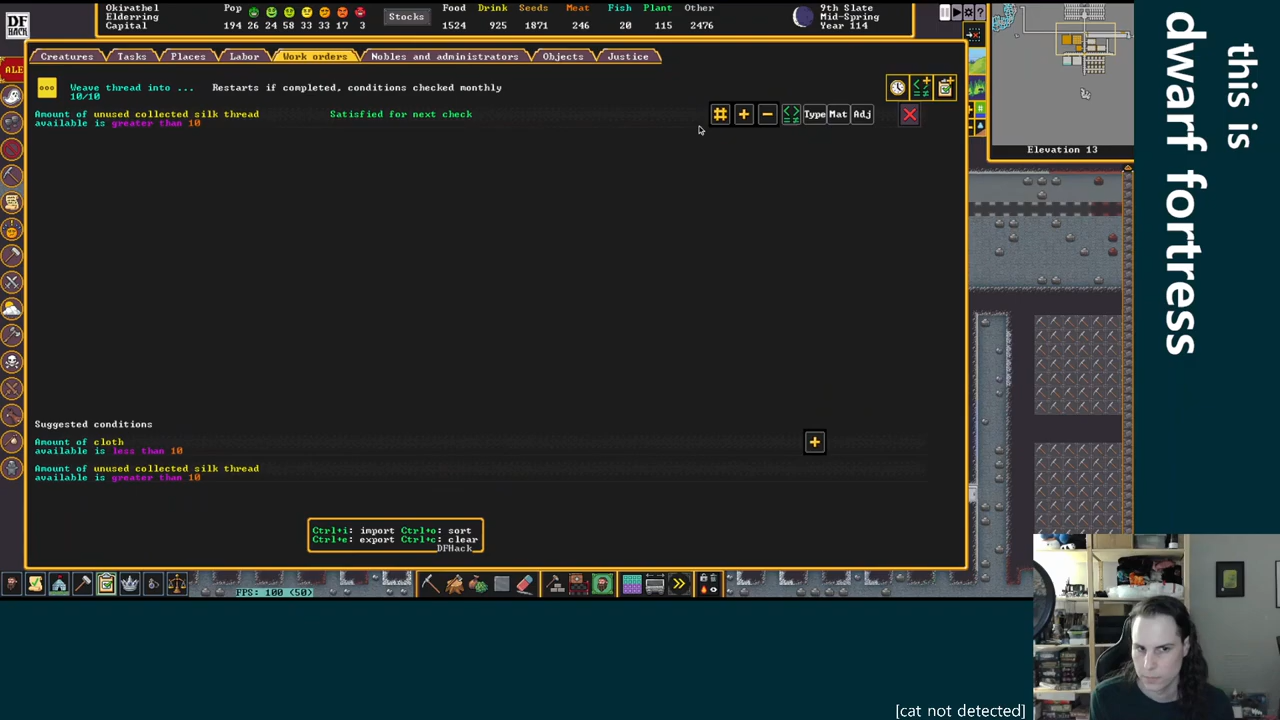 DF
HACK
Okirathel
Elderring
Capital
Pop
194 26 24 58 33 33 17 3
Stocks
Food Drink Seeds Meat Fish Plant Other
1524 925 1871 246 20 115 2476
9th Slate
Mid-Spring
Year 114
ALE
Creatures Tasks Places Labor Work orders Nobles and administrators Objects Justice
Weave thread into ... Restarts if completed, conditions checked monthly
10/10
Amount of unused collected silk thread Satisfied for next check
available is greater than 10
Type Mat Adj
Suggested conditions
Amount of cloth
available is less than 10
Amount of unused collected silk thread
available is greater than 10
Ctrl+i: import Ctrl+o: sort
Ctrl+e: export Ctrl+c: clear
DFHack
FPS: 100 (50)
Elevation 13
this is
dwarf fortress
[cat not detected]